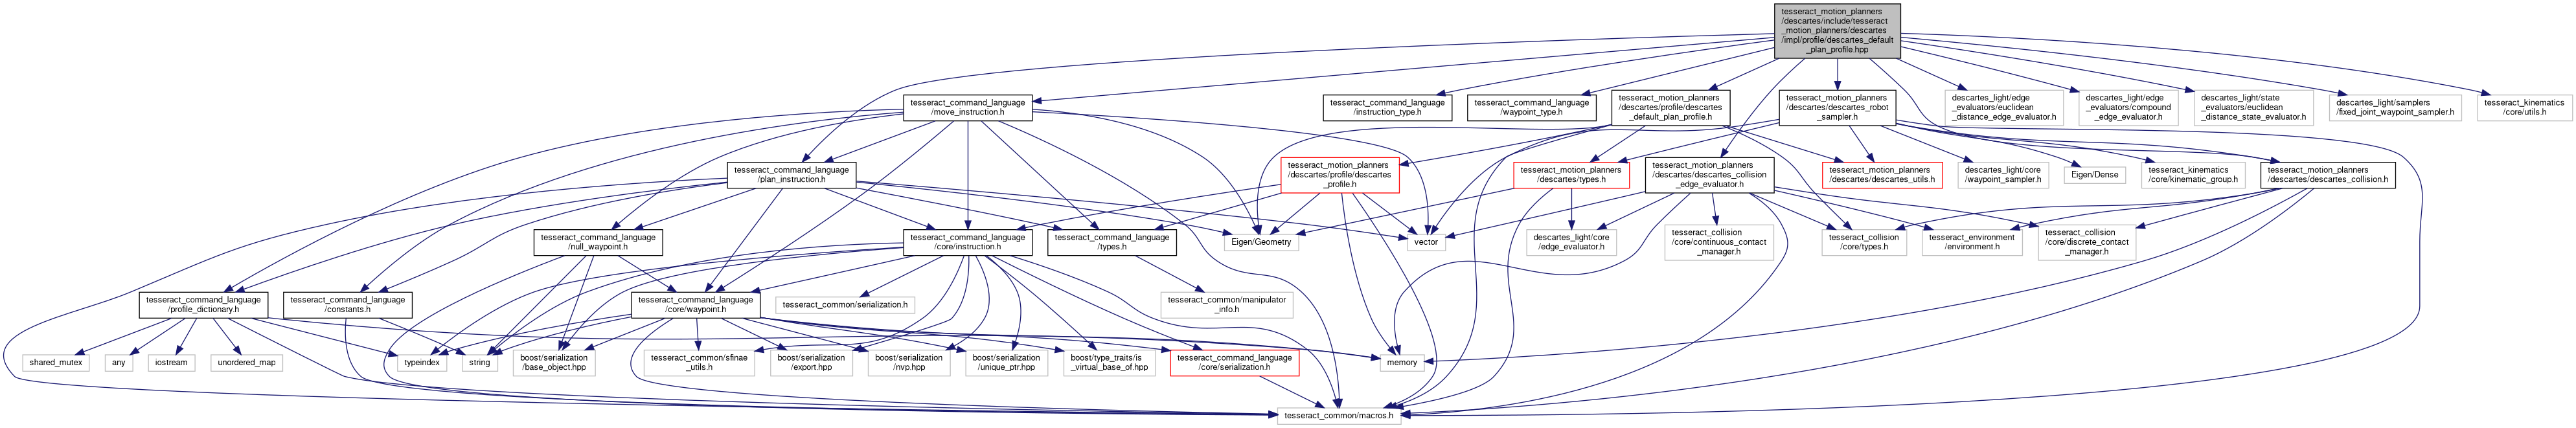 tesseract_motion_planners
/descartes/include/tesseract
_motion_planners/descartes
/impl/profile/descartes_default
_plan_profile.hpp
tesseract_command_language
/move_instruction.h
tesseract_command_language
/instruction_type.h
tesseract_command_language
/waypoint_type.h
tesseract_motion_planners
/descartes/profile/descartes
_default_plan_profile.h
tesseract_motion_planners
/descartes/descartes_robot
_sampler.h
descartes_light/edge
_evaluators/euclidean
_distance_edge_evaluator.h
descartes_light/edge
_evaluators/compound
_edge_evaluator.h
descartes_light/state
_evaluators/euclidean
_distance_state_evaluator.h
descartes_light/samplers
/fixed_joint_waypoint_sampler.h
tesseract_kinematics
/core/utils.h
tesseract_command_language
/plan_instruction.h
tesseract_motion_planners
/descartes/profile/descartes
_profile.h
tesseract_motion_planners
/descartes/types.h
tesseract_motion_planners
/descartes/descartes_collision
_edge_evaluator.h
tesseract_motion_planners
/descartes/descartes_utils.h
descartes_light/core
/waypoint_sampler.h
Eigen/Dense
tesseract_kinematics
/core/kinematic_group.h
tesseract_motion_planners
/descartes/descartes_collision.h
tesseract_command_language
/null_waypoint.h
tesseract_command_language
/core/instruction.h
tesseract_command_language
/types.h
Eigen/Geometry
vector
descartes_light/core
/edge_evaluator.h
tesseract_collision
/core/continuous_contact
_manager.h
tesseract_collision
/core/types.h
tesseract_environment
/environment.h
tesseract_collision
/core/discrete_contact
_manager.h
tesseract_command_language
/profile_dictionary.h
tesseract_command_language
/constants.h
tesseract_command_language
/core/waypoint.h
tesseract_common/serialization.h
tesseract_common/manipulator
_info.h
shared_mutex
any
iostream
unordered_map
typeindex
string
boost/serialization
/base_object.hpp
tesseract_common/sfinae
_utils.h
boost/serialization
/export.hpp
boost/serialization
/nvp.hpp
boost/serialization
/unique_ptr.hpp
boost/type_traits/is
_virtual_base_of.hpp
tesseract_command_language
/core/serialization.h
memory
tesseract_common/macros.h